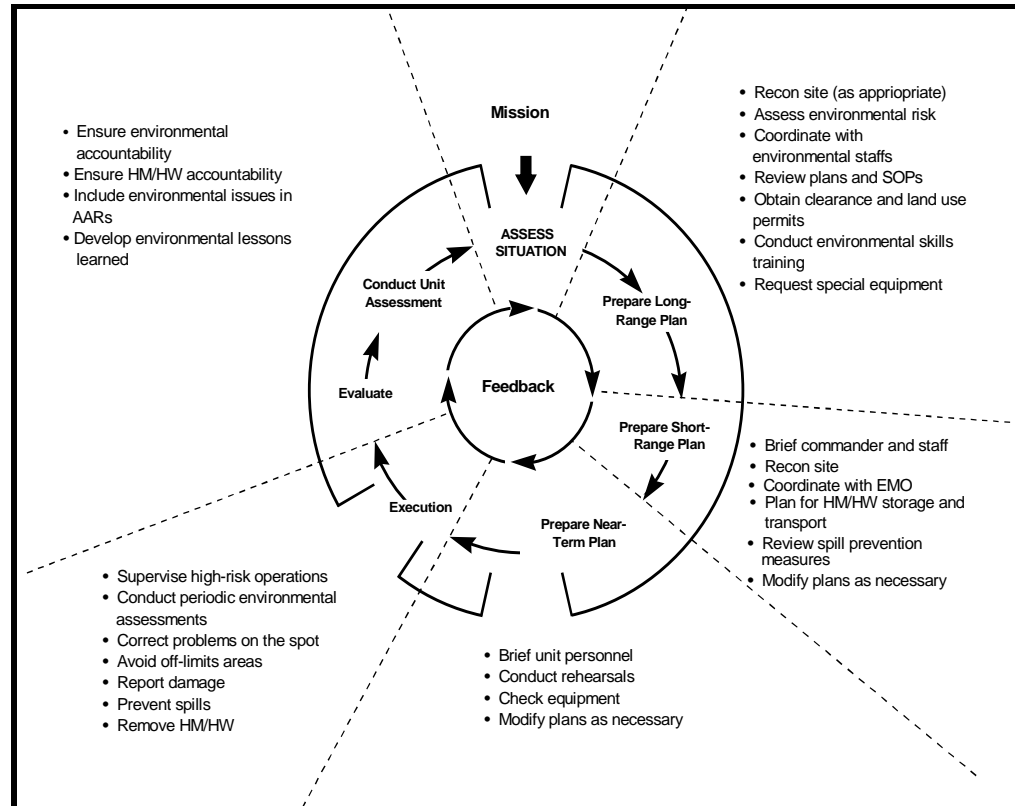 Mission
ASSESS
SITUATION
• Recon site (as appriopriate)
• Assess environmental risk
• Coordinate with
environmental staffs
• Review plans and SOPs
• Obtain clearance and land use
permits
• Conduct environmental skills
training
• Request special equipment
Prepare Long-
Range Plan
Prepare Short-
Range Plan
• Brief commander and staff
• Recon site
• Coordinate with EMO
• Plan for HM/HW storage and
transport
• Review spill prevention
measures
• Modify plans as necessary
Prepare Near-
Term Plan
• Brief unit personnel
• Conduct rehearsals
• Check equipment
• Modify plans as necessary
Execution
• Supervise high-risk operations
• Conduct periodic environmental
assessments
• Correct problems on the spot
• Avoid off-limits areas
• Report damage
• Prevent spills
• Remove HM/HW
Evaluate
Conduct Unit
Assessment
• Ensure environmental
accountability
• Ensure HM/HW accountability
• Include environmental issues in
AARs
• Develop environmental lessons
learned
Feedback